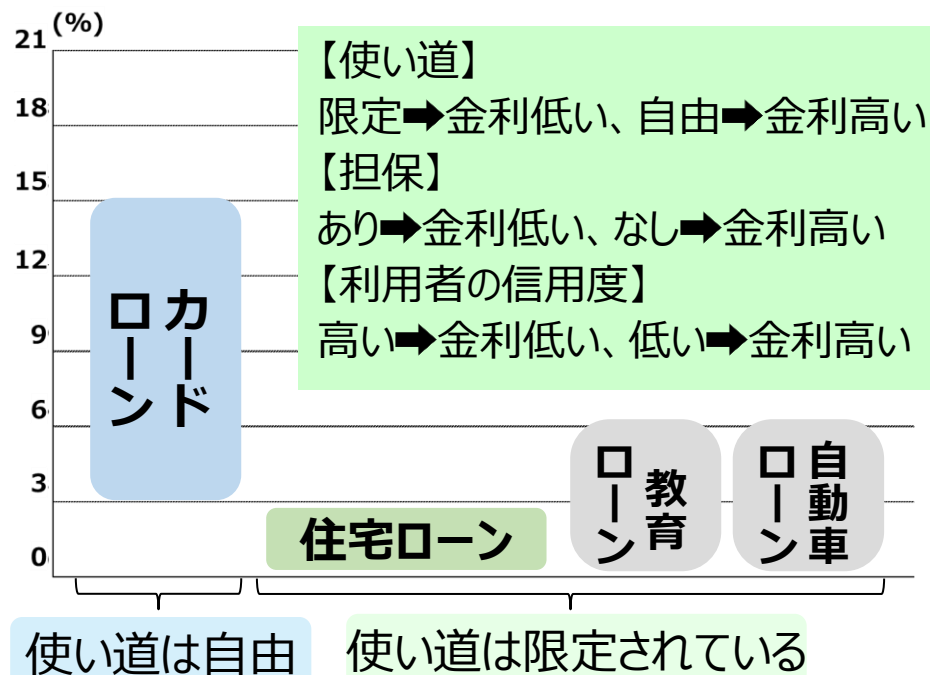 (%)
21
18
15
12
9
6
3
0
【使い道】
限定➡金利低い、自由➡金利高い
【担保】
あり➡金利低い、なし➡金利高い
【利用者の信用度】
高い➡金利低い、低い➡金利高い
カード
ローン
住宅ローン
教育
ローン
自動車
ローン
使い道は自由
使い道は限定されている